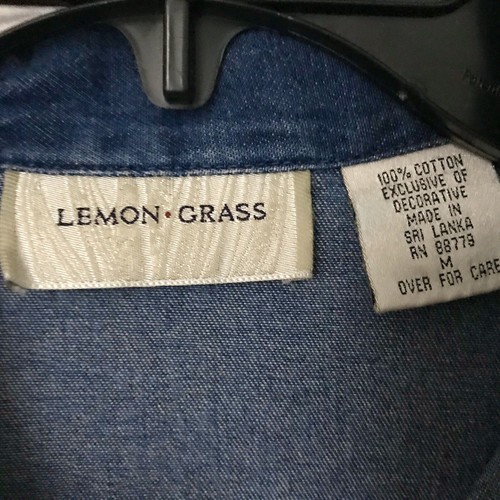 LEMON·GRASS
100% COTTON
EXCLUSIVE OF
DECORATIVE
MADE IN
SRI LANKA
RN 88779
M
OVER FOR CARE